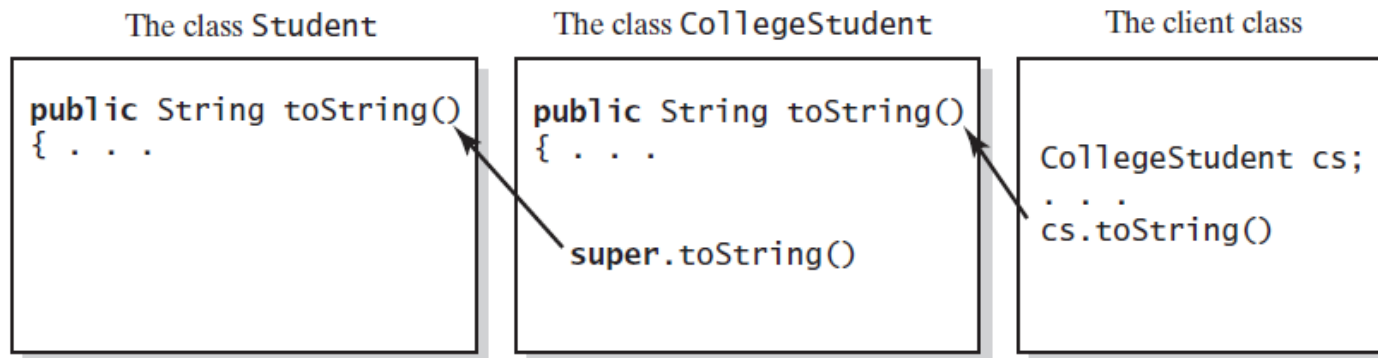 The class Student
public String toString()
{ . . .
The class CollegeStudent
public String toString()
{ . . .
super.toString()
The client class
CollegeStudent cs;
. . .
cs.toString()